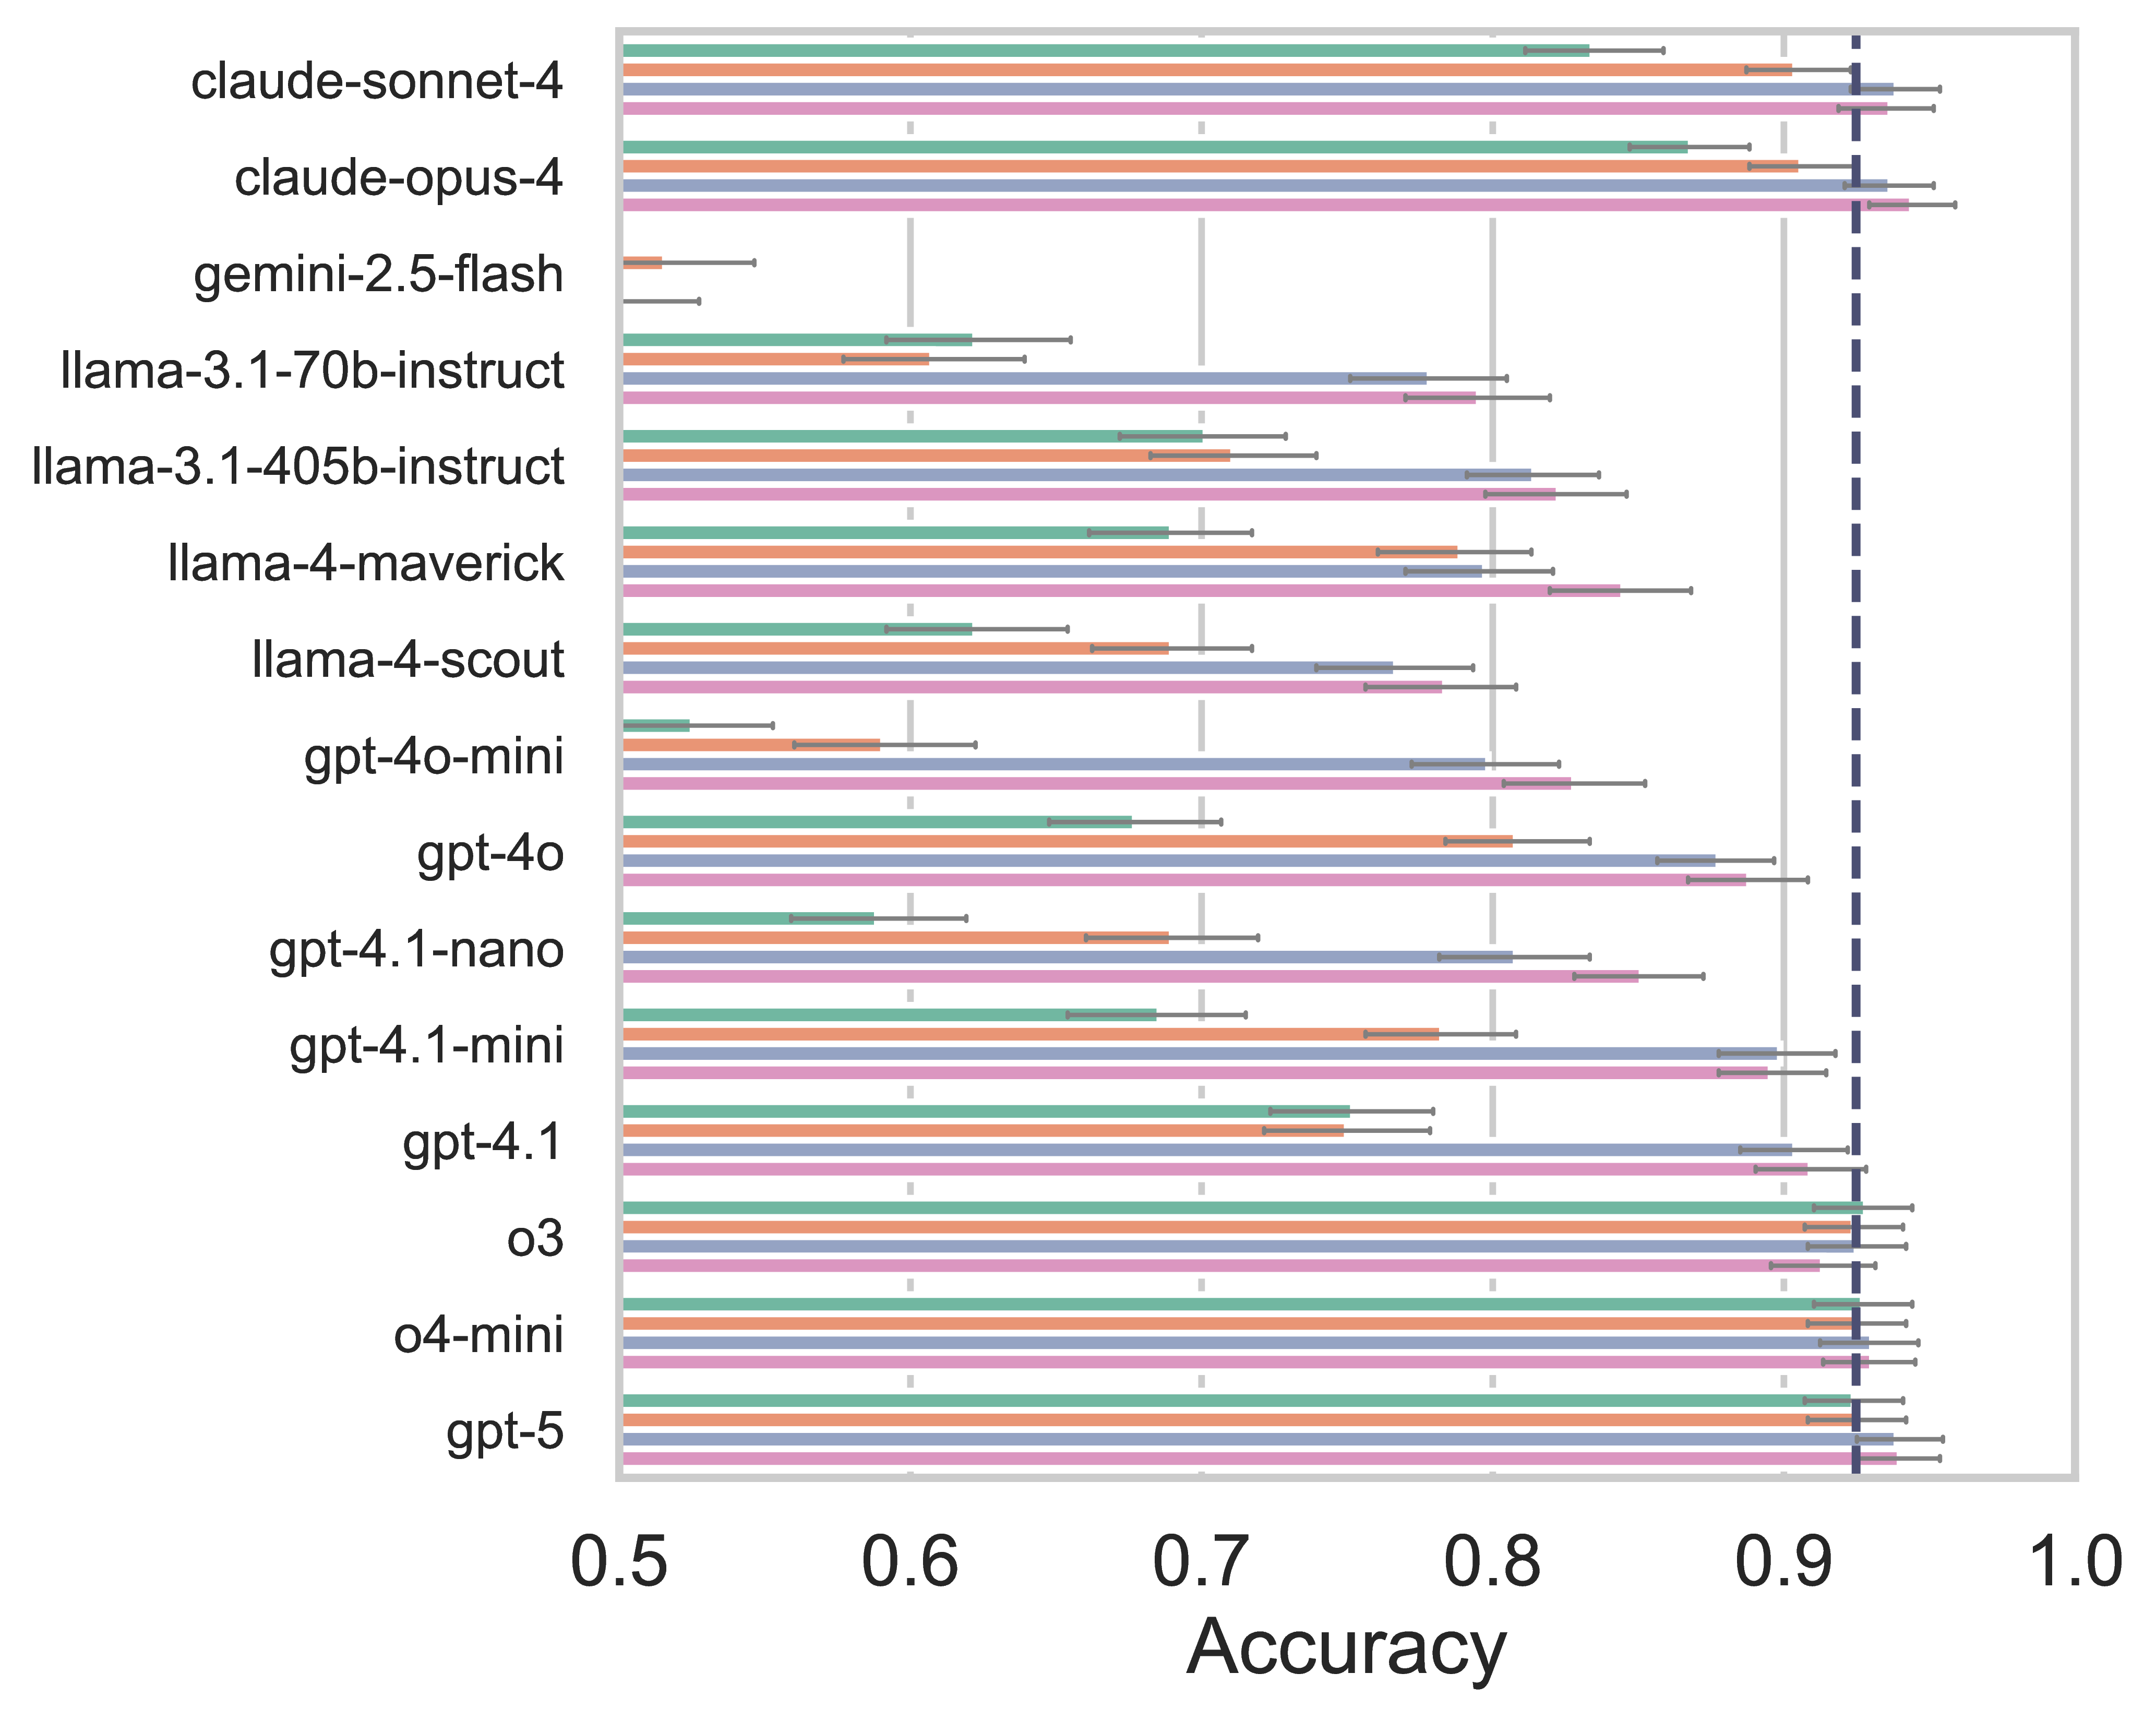 claude-sonnet-4
claude-opus-4
gemini-2.5-flash
llama-3.1-70b-instruct
llama-3.1-405b-instruct
llama-4-maverick
llama-4-scout
gpt-4o-mini
gpt-4o
gpt-4.1-nano
gpt-4.1-mini
gpt-4.1
o3
o4-mini
gpt-5
0.5 0.6 0.7 0.8 0.9 1.0
Accuracy